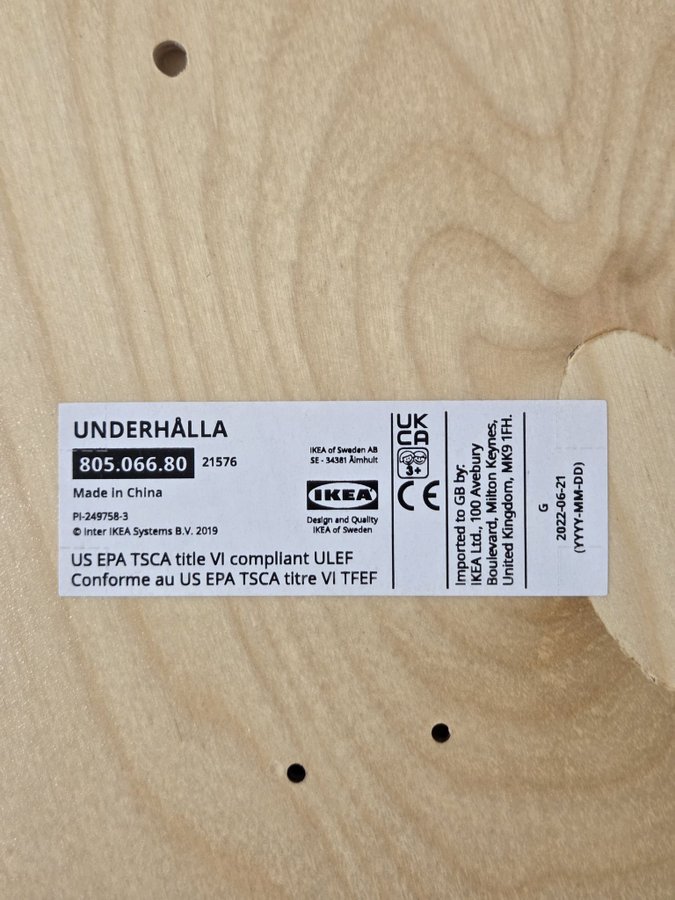 UNDERHÅLLA
805.066.80 21576
Made in China
PI-249758-3
© Inter IKEA Systems B.V. 2019
IKEA of Sweden AB
SE - 34381 Älmhult
IKEA
Design and Quality
IKEA of Sweden
US EPA TSCA title VI compliant ULEF
Conforme au US EPA TSCA titre VI TFEF
UK
CA
3+
CE
Imported to GB by:
IKEA Ltd., 100 Avebury
Boulevard, Milton Keynes,
United Kingdom, MK9 1FH.
G
2022-06-21
(YYYY-MM-DD)